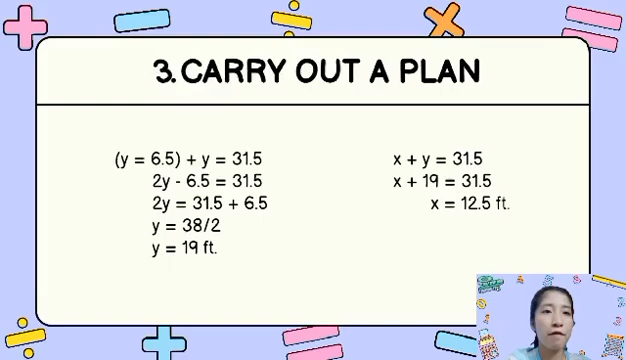 3. CARRY OUT A PLAN
(y = 6.5) + y = 31.5
2y - 6.5 = 31.5
2y = 31.5 + 6.5
y = 38/2
y = 19 ft.
x + y = 31.5
x + 19 = 31.5
x = 12.5 ft.